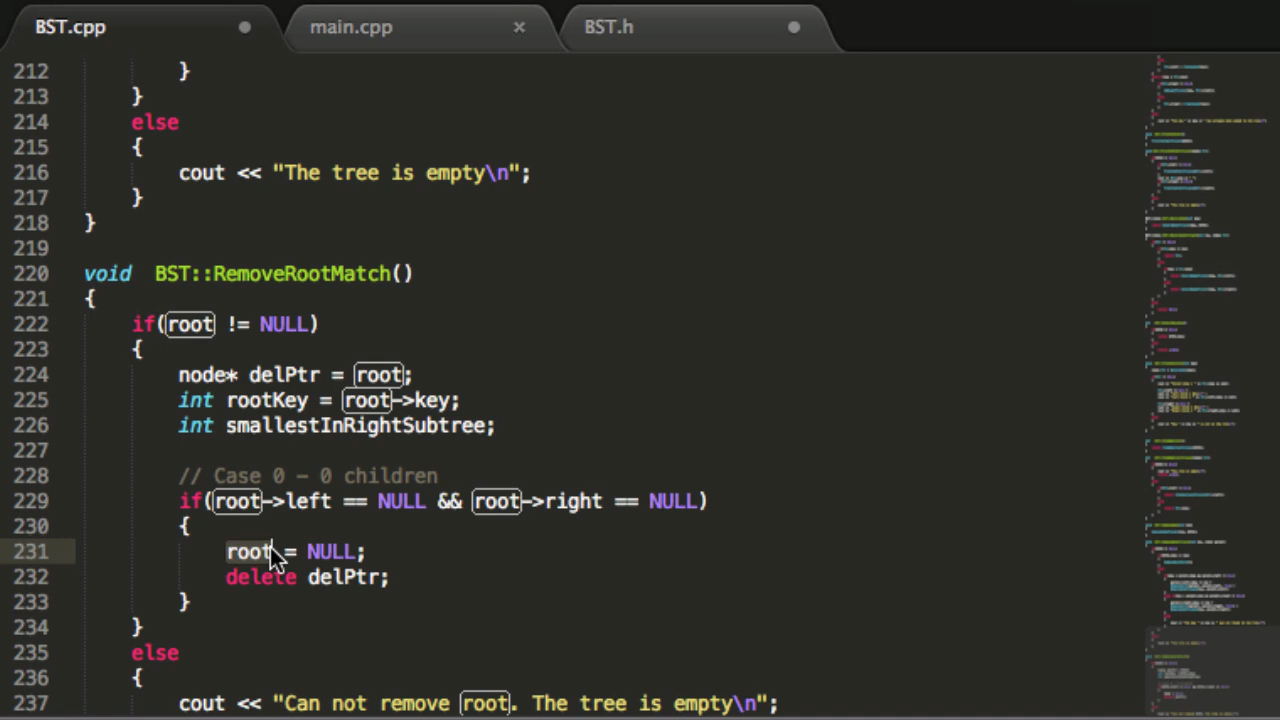 BST.cpp main.cpp × BST.h
212 }
213 }
214 else
215 {
216 cout << "The tree is empty\n";
217 }
218 }
219
220 void BST::RemoveRootMatch()
221 {
222 if(root != NULL)
223 {
224 node* delPtr = root;
225 int rootKey = root->key;
226 int smallestInRightSubtree;
227
228 // Case 0 - 0 children
229 if(root->left == NULL && root->right == NULL)
230 {
231 root = NULL;
232 delete delPtr;
233 }
234 }
235 else
236 {
237 cout << "Can not remove root. The tree is empty\n";